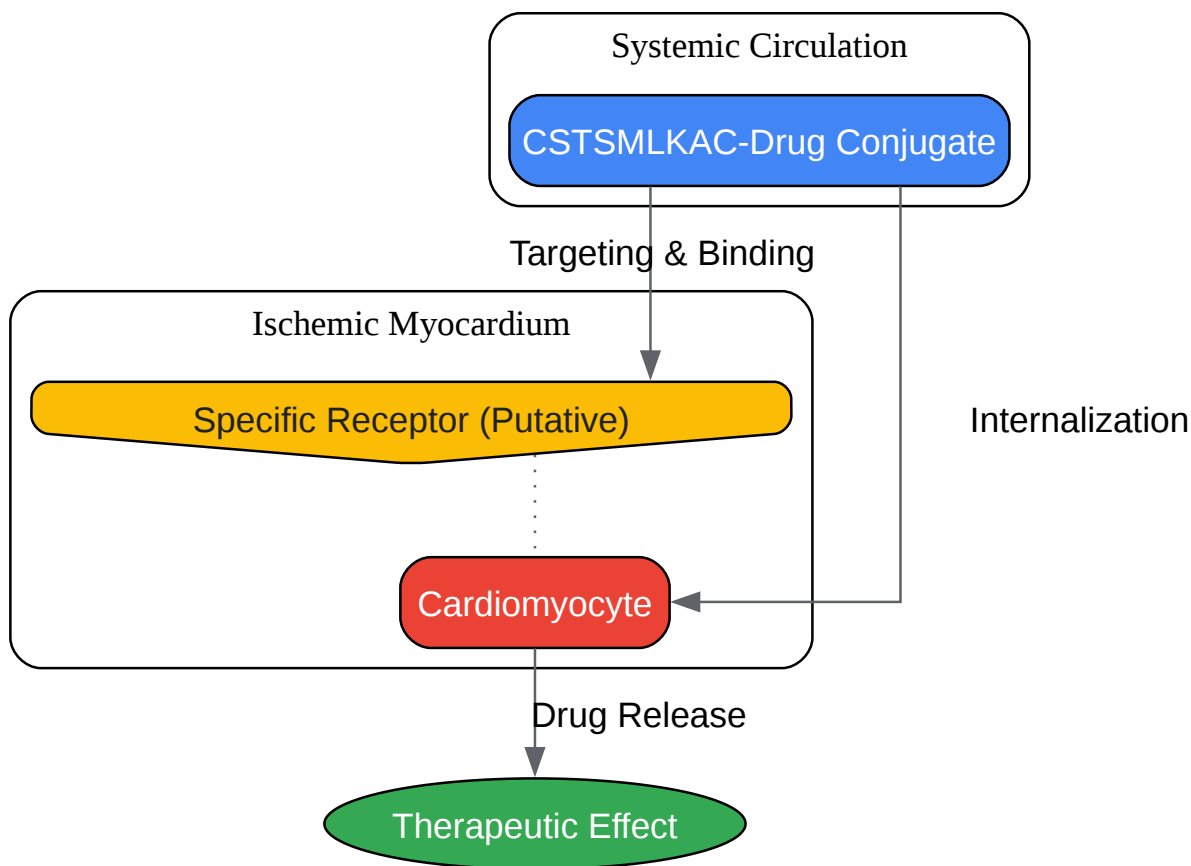 Systemic Circulation
CSTSMLKAC-Drug Conjugate
Targeting & Binding
Ischemic Myocardium
Specific Receptor (Putative)
Internalization
Cardiomyocyte
Drug Release
Therapeutic Effect